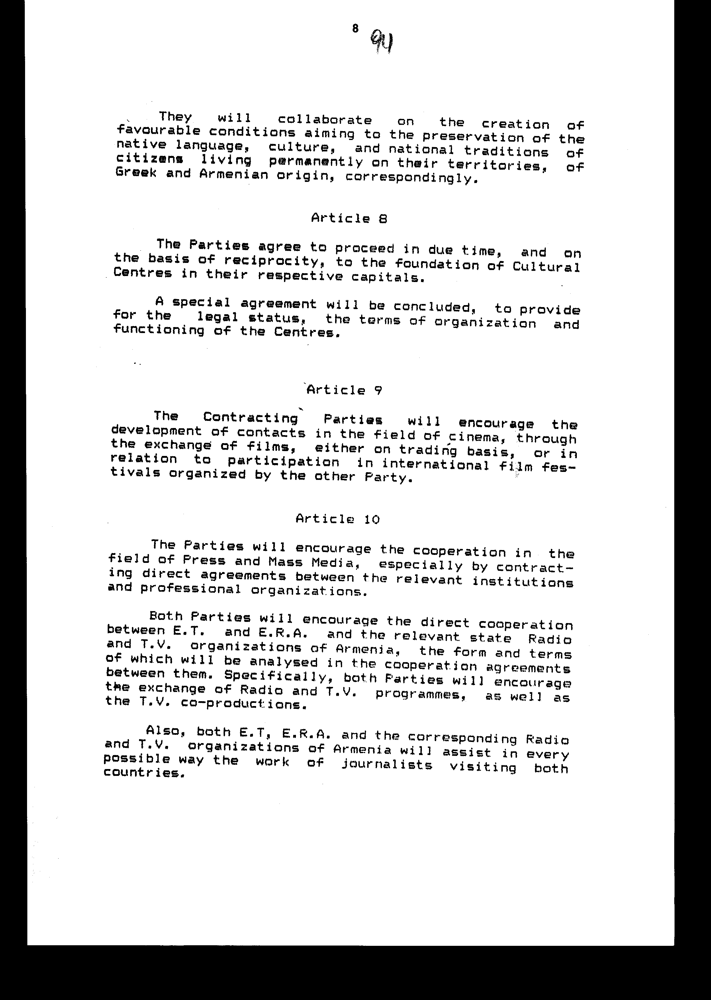 8
94
They will collaborate on the creation of
favourable conditions aiming to the preservation of the
native language, culture, and national traditions of
citizens living permanently on their territories, of
Greek and Armenian origin, correspondingly.
Article 8
The Parties agree to proceed in due time, and on
the basis of reciprocity, to the foundation of Cultural
Centres in their respective capitals.
A special agreement will be concluded, to provide
for the legal status, the terms of organization and
functioning of the Centres.
Article 9
The Contracting Parties will encourage the
development of contacts in the field of cinema, through
the exchange of films, either on trading basis, or in
relation to participation in international film fes-
tivals organized by the other Party.
Article 10
The Parties will encourage the cooperation in the
field of Press and Mass Media, especially by contract-
ing direct agreements between the relevant institutions
and professional organizations.
Both Parties will encourage the direct cooperation
between E.T. and E.R.A. and the relevant state Radio
and T.V. organizations of Armenia, the form and terms
of which will be analysed in the cooperation agreements
between them. Specifically, both Parties will encourage
the exchange of Radio and T.V. programmes, as well as
the T.V. co-productions.
Also, both E.T, E.R.A. and the corresponding Radio
and T.V. organizations of Armenia will assist in every
possible way the work of journalists visiting both
countries.